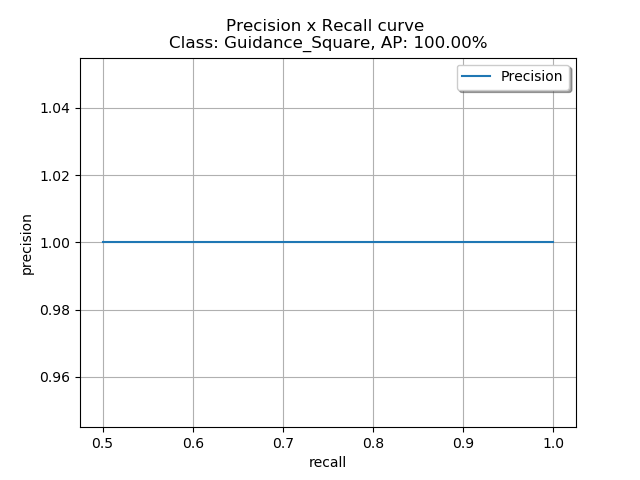 Precision x Recall curve
Class: Guidance_Square, AP: 100.00%
Precision
1.04
1.02
1.00
0.98
0.96
precision
0.5 0.6 0.7 0.8 0.9 1.0
recall